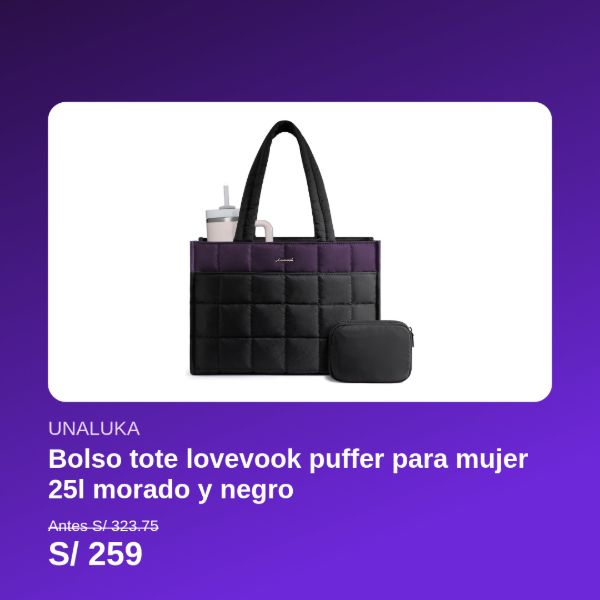 UNALUKA
Bolso tote lovevook puffer para mujer
25l morado y negro
Antes S/ 323.75
S/ 259